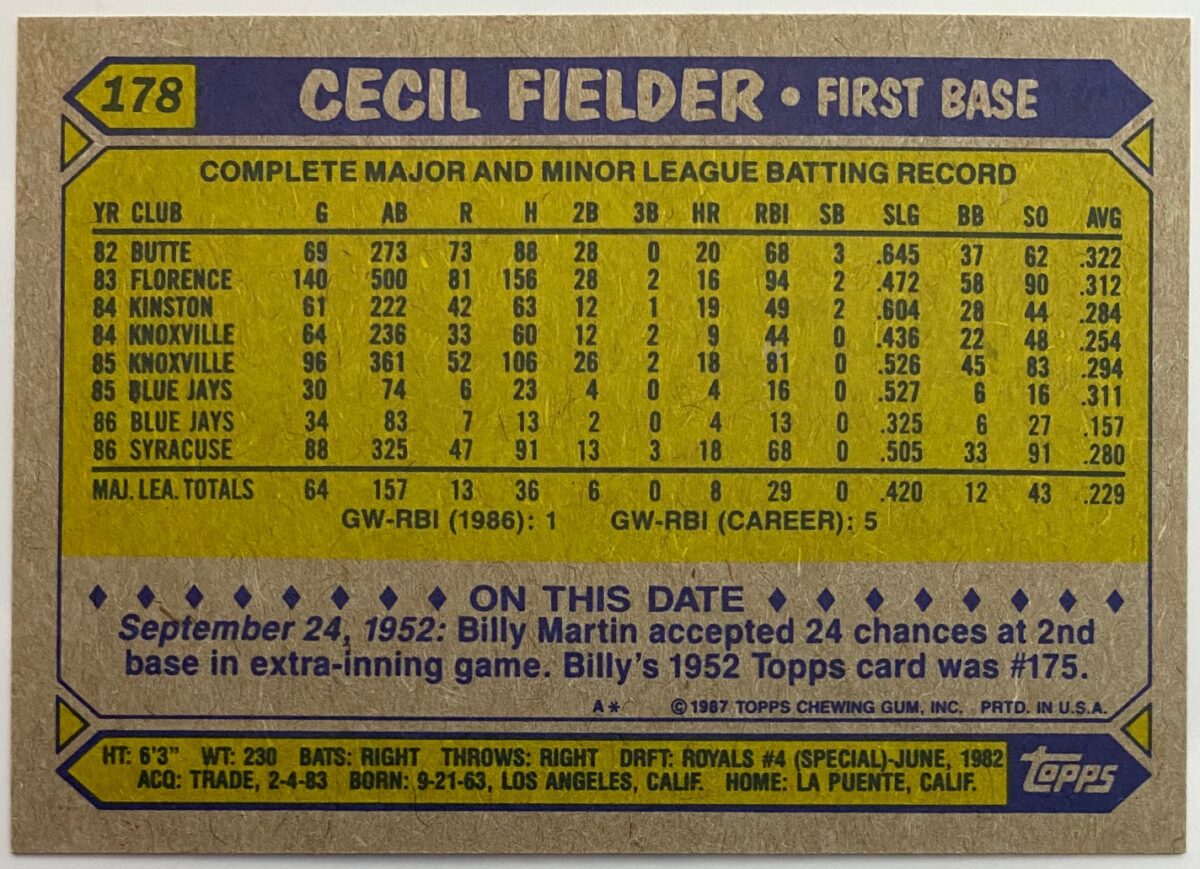 178 CECIL FIELDER • FIRST BASE
COMPLETE MAJOR AND MINOR LEAGUE BATTING RECORD
YR CLUB G AB R H 2B 3B HR RBI SB SLG BB SO AVG
82 BUTTE 69 273 73 88 28 0 20 68 3 .645 37 62 .322
83 FLORENCE 140 500 81 156 28 2 16 94 2 .472 58 90 .312
84 KINSTON 61 222 42 63 12 1 19 49 2 .604 28 44 .284
84 KNOXVILLE 64 236 33 60 12 2 9 44 0 .436 22 48 .254
85 KNOXVILLE 96 361 52 106 26 2 18 81 0 .526 45 83 .294
85 BLUE JAYS 30 74 6 23 4 0 4 16 0 .527 6 16 .311
86 BLUE JAYS 34 83 7 13 2 0 4 13 0 .325 6 27 .157
86 SYRACUSE 88 325 47 91 13 3 18 68 0 .505 33 91 .280
MAJ. LEA. TOTALS 64 157 13 36 6 0 8 29 0 .420 12 43 .229
GW-RBI (1986): 1 GW-RBI (CAREER): 5
ON THIS DATE
September 24, 1952: Billy Martin accepted 24 chances at 2nd
base in extra-inning game. Billy's 1952 Topps card was #175.
A* ©1987 TOPPS CHEWING GUM, INC. PRTD. IN U.S.A.
HT: 6'3" WT: 230 BATS: RIGHT THROWS: RIGHT DRFT: ROYALS #4 (SPECIAL)-JUNE, 1982
ACQ: TRADE, 2-4-83 BORN: 9-21-63, LOS ANGELES, CALIF. HOME: LA PUENTE, CALIF.
topps